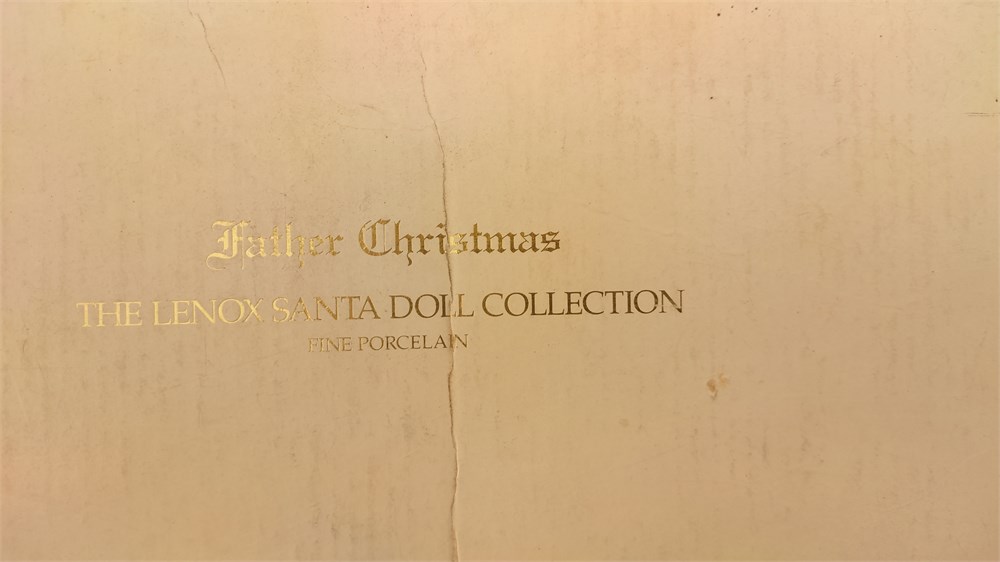 Father Christmas
THE LENOX SANTA DOLL COLLECTION
FINE PORCELAIN